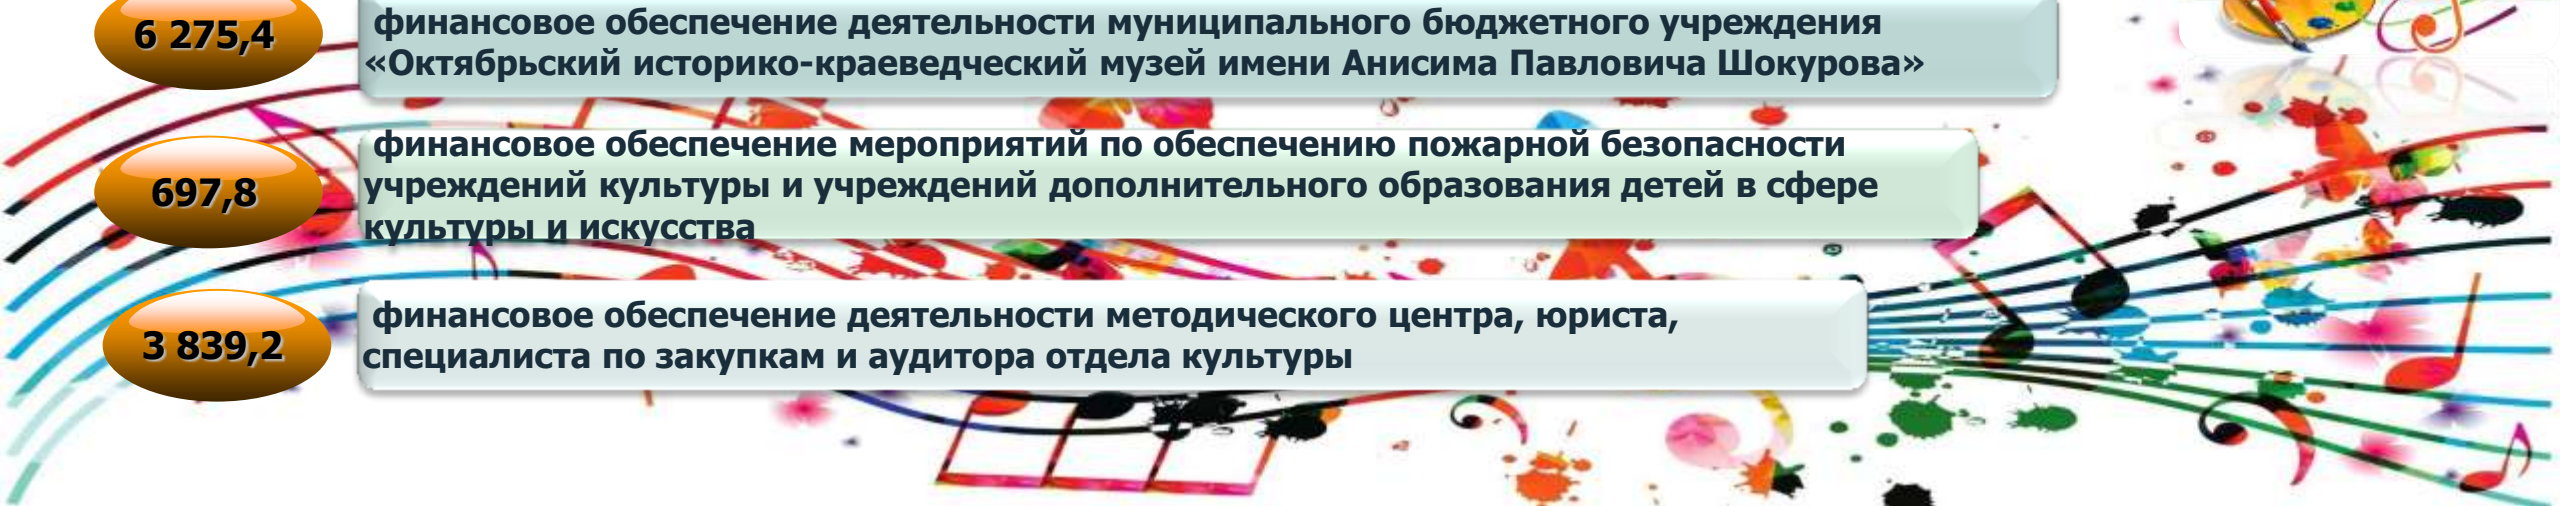 6 275,4
финансовое обеспечение деятельности муниципального бюджетного учреждения
«Октябрьский историко-краеведческий музей имени Анисима Павловича Шокурова»
697,8
финансовое обеспечение мероприятий по обеспечению пожарной безопасности
учреждений культуры и учреждений дополнительного образования детей в сфере
культуры и искусства
3 839,2
финансовое обеспечение деятельности методического центра, юриста,
специалиста по закупкам и аудитора отдела культуры